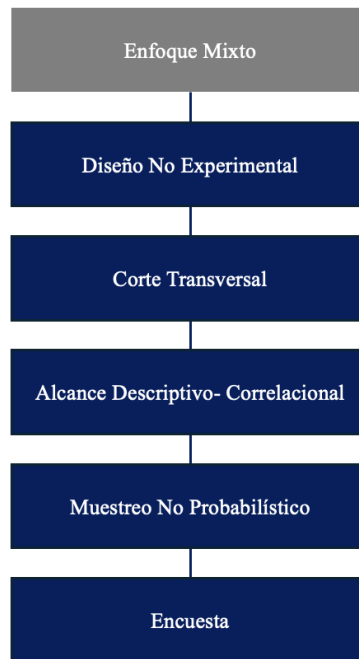 Enfoque Mixto
Diseño No Experimental
Corte Transversal
Alcance Descriptivo- Correlacional
Muestreo No Probabilístico
Encuesta